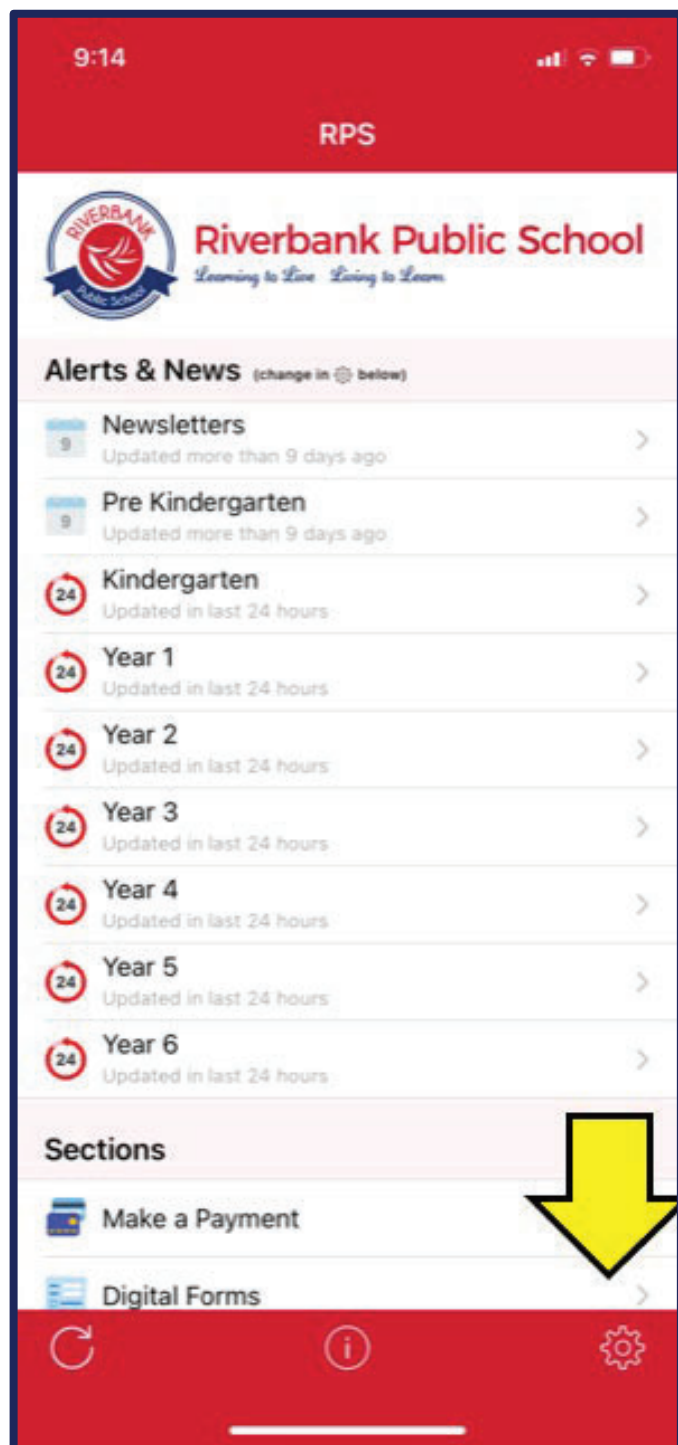 9:14
RPS
RIVERBANK
Public School
Riverbank Public School
Learning to Live Living to Learn
Alerts & News (change in below)
9
Newsletters
Updated more than 9 days ago
9
Pre Kindergarten
Updated more than 9 days ago
24
Kindergarten
Updated in last 24 hours
24
Year 1
Updated in last 24 hours
24
Year 2
Updated in last 24 hours
24
Year 3
Updated in last 24 hours
24
Year 4
Updated in last 24 hours
24
Year 5
Updated in last 24 hours
24
Year 6
Updated in last 24 hours
Sections
Make a Payment
Digital Forms